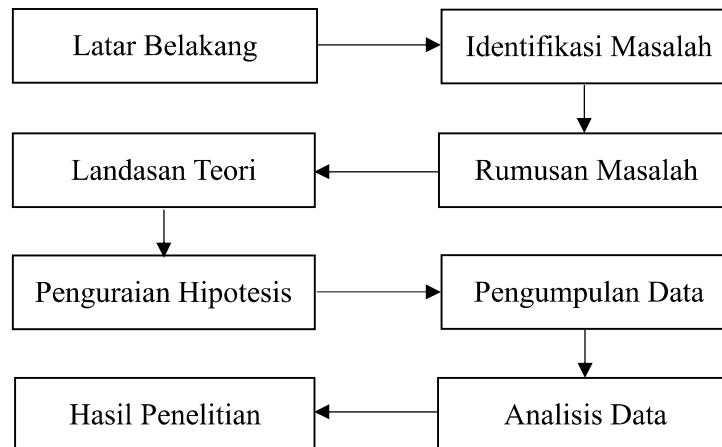 Latar Belakang
Identifikasi Masalah
Rumusan Masalah
Landasan Teori
Penguraian Hipotesis
Pengumpulan Data
Analisis Data
Hasil Penelitian